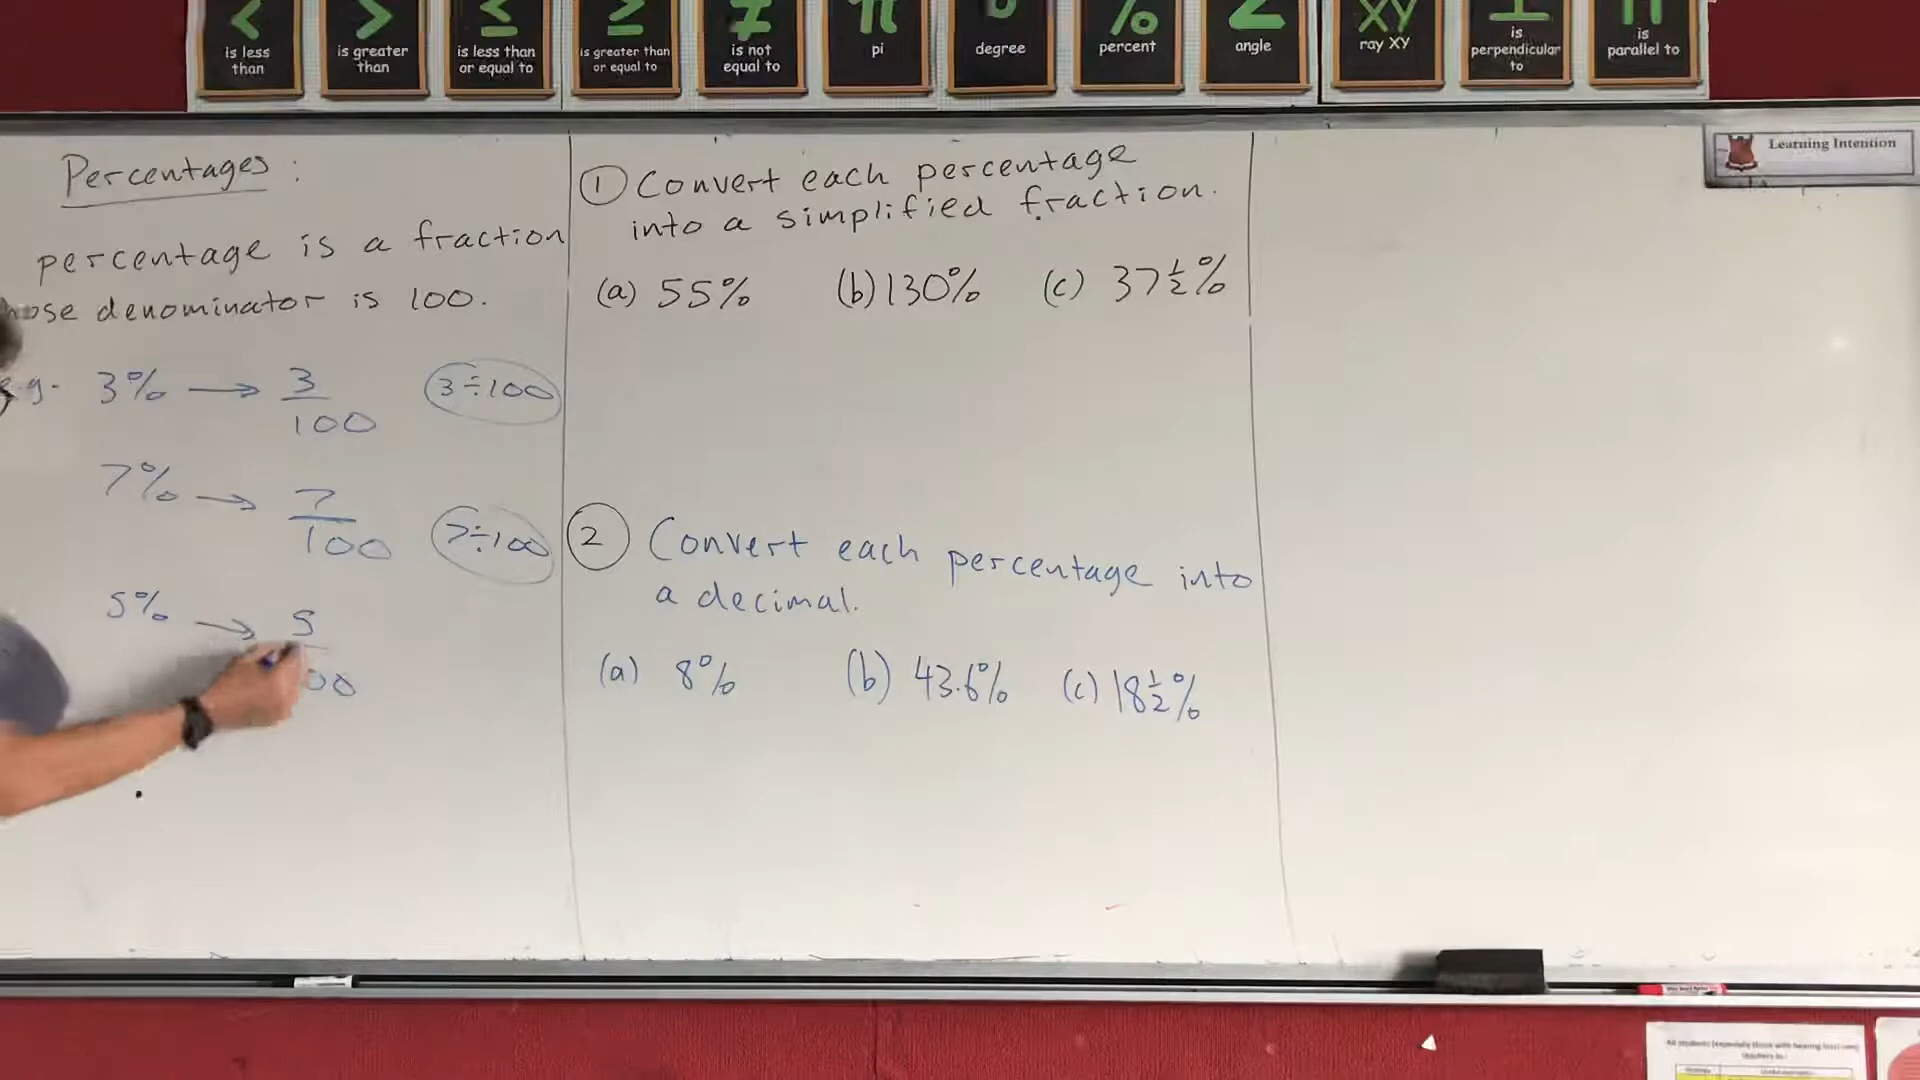 is less than
is greater than
is less than or equal to
is greater than or equal to
is not equal to
π
pi
degree
%
percent
angle
XY
ray XY
is perpendicular to
is parallel to
Learning Intention
Percentages:
percentage is a fraction
denominator is 100.
3% → 3/100 3÷100
7% → 7/100 7÷100
5% → 5
① Convert each percentage
into a simplified fraction.
(a) 55% (b) 130% (c) 37½%
② Convert each percentage into
a decimal.
(a) 8% (b) 43.6% (c) 18½%